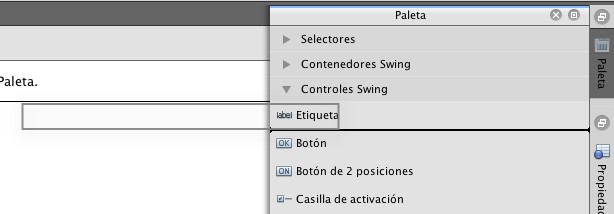 Paleta
Selectores
Contenedores Swing
Controles Swing
Paleta.
label Etiqueta
OK Botón
ON Botón de 2 posiciones
Casilla de activación
Paleta
Propiedad